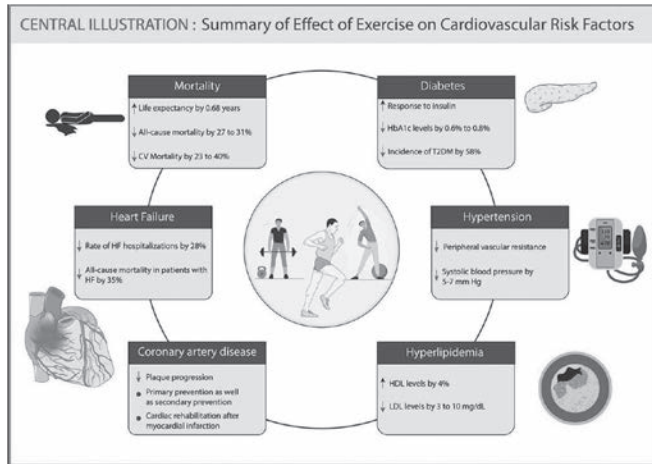 CENTRAL ILLUSTRATION : Summary of Effect of Exercise on Cardiovascular Risk Factors
Mortality
↑ Life expectancy by 0.68 years
↓ All-cause mortality by 27 to 31%
↓ CV Mortality by 23 to 40%
Diabetes
↑ Response to insulin
↓ HbA1c levels by 0.6% to 0.8%
↓ Incidence of T2DM by 58%
Heart Failure
↓ Rate of HF hospitalizations by 28%
↓ All-cause mortality in patients with
HF by 35%
Hypertension
↓ Peripheral vascular resistance
↓ Systolic blood pressure by
5-7 mm Hg
Coronary artery disease
↓ Plaque progression
• Primary prevention as well
as secondary prevention
• Cardiac rehabilitation after
myocardial infarction
Hyperlipidemia
↑ HDL levels by 4%
↓ LDL levels by 3 to 10 mg/dL